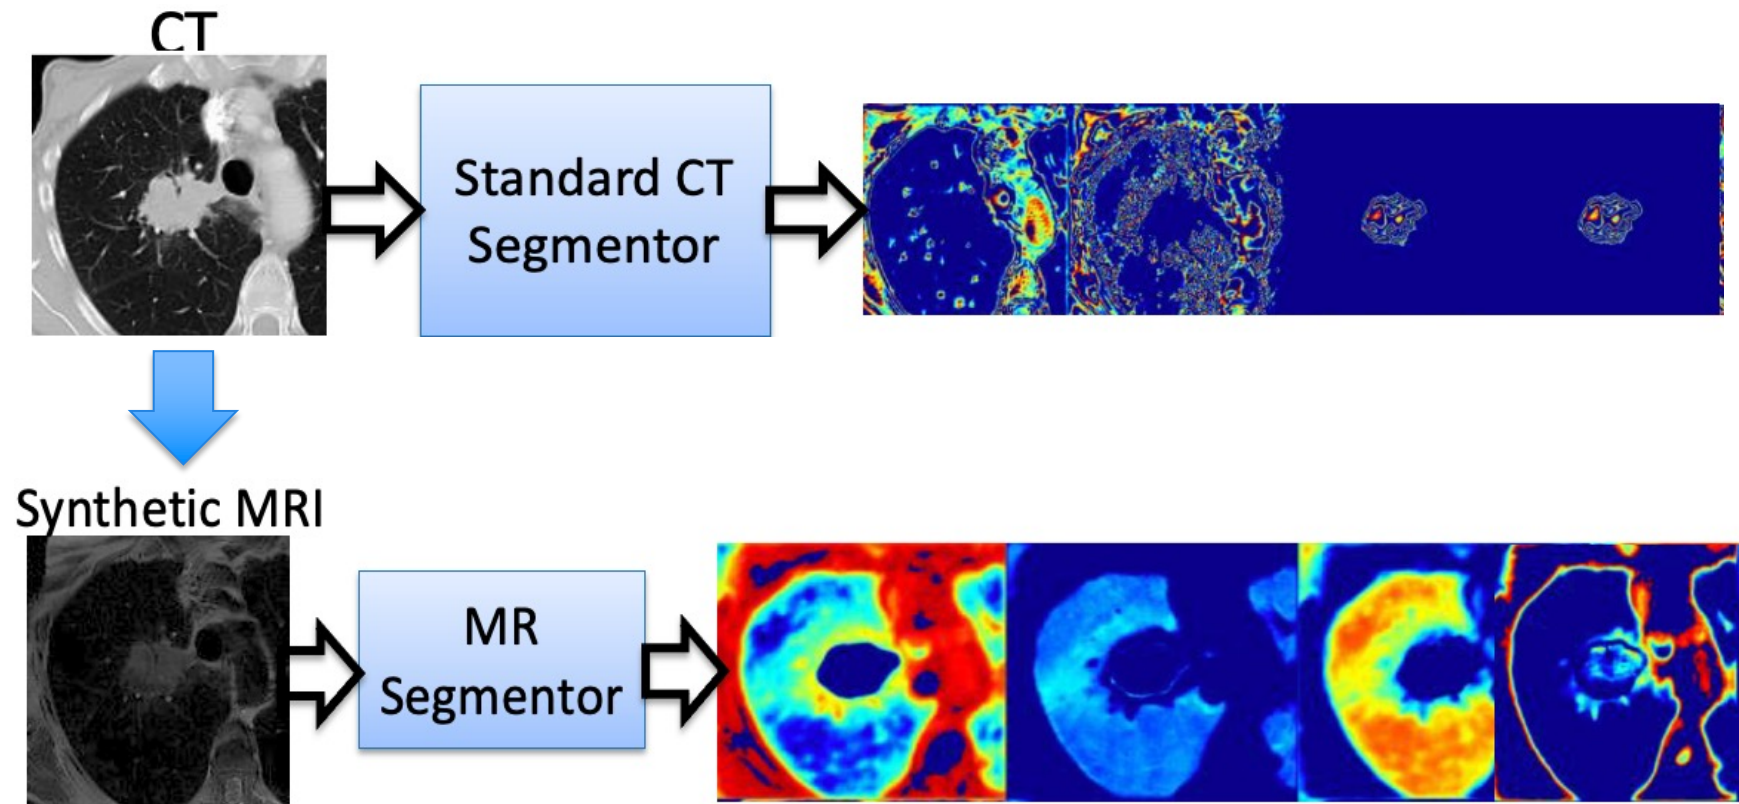 CT
Standard CT
Segmentor
Synthetic MRI
MR
Segmentor